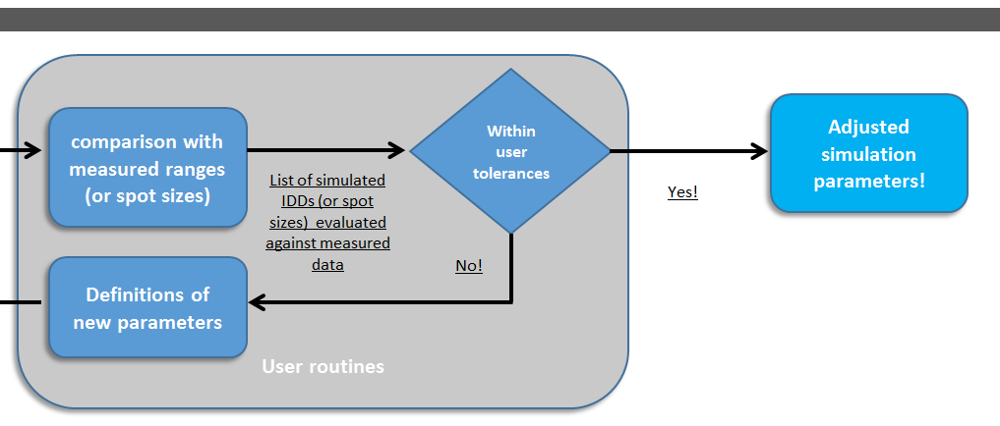 comparison with
measured ranges
(or spot sizes)
List of simulated
IDDs (or spot
sizes)  evaluated
against measured
data
Within
user
tolerances
Yes!
Adjusted
simulation
parameters!
No!
Definitions of
new parameters
User routines